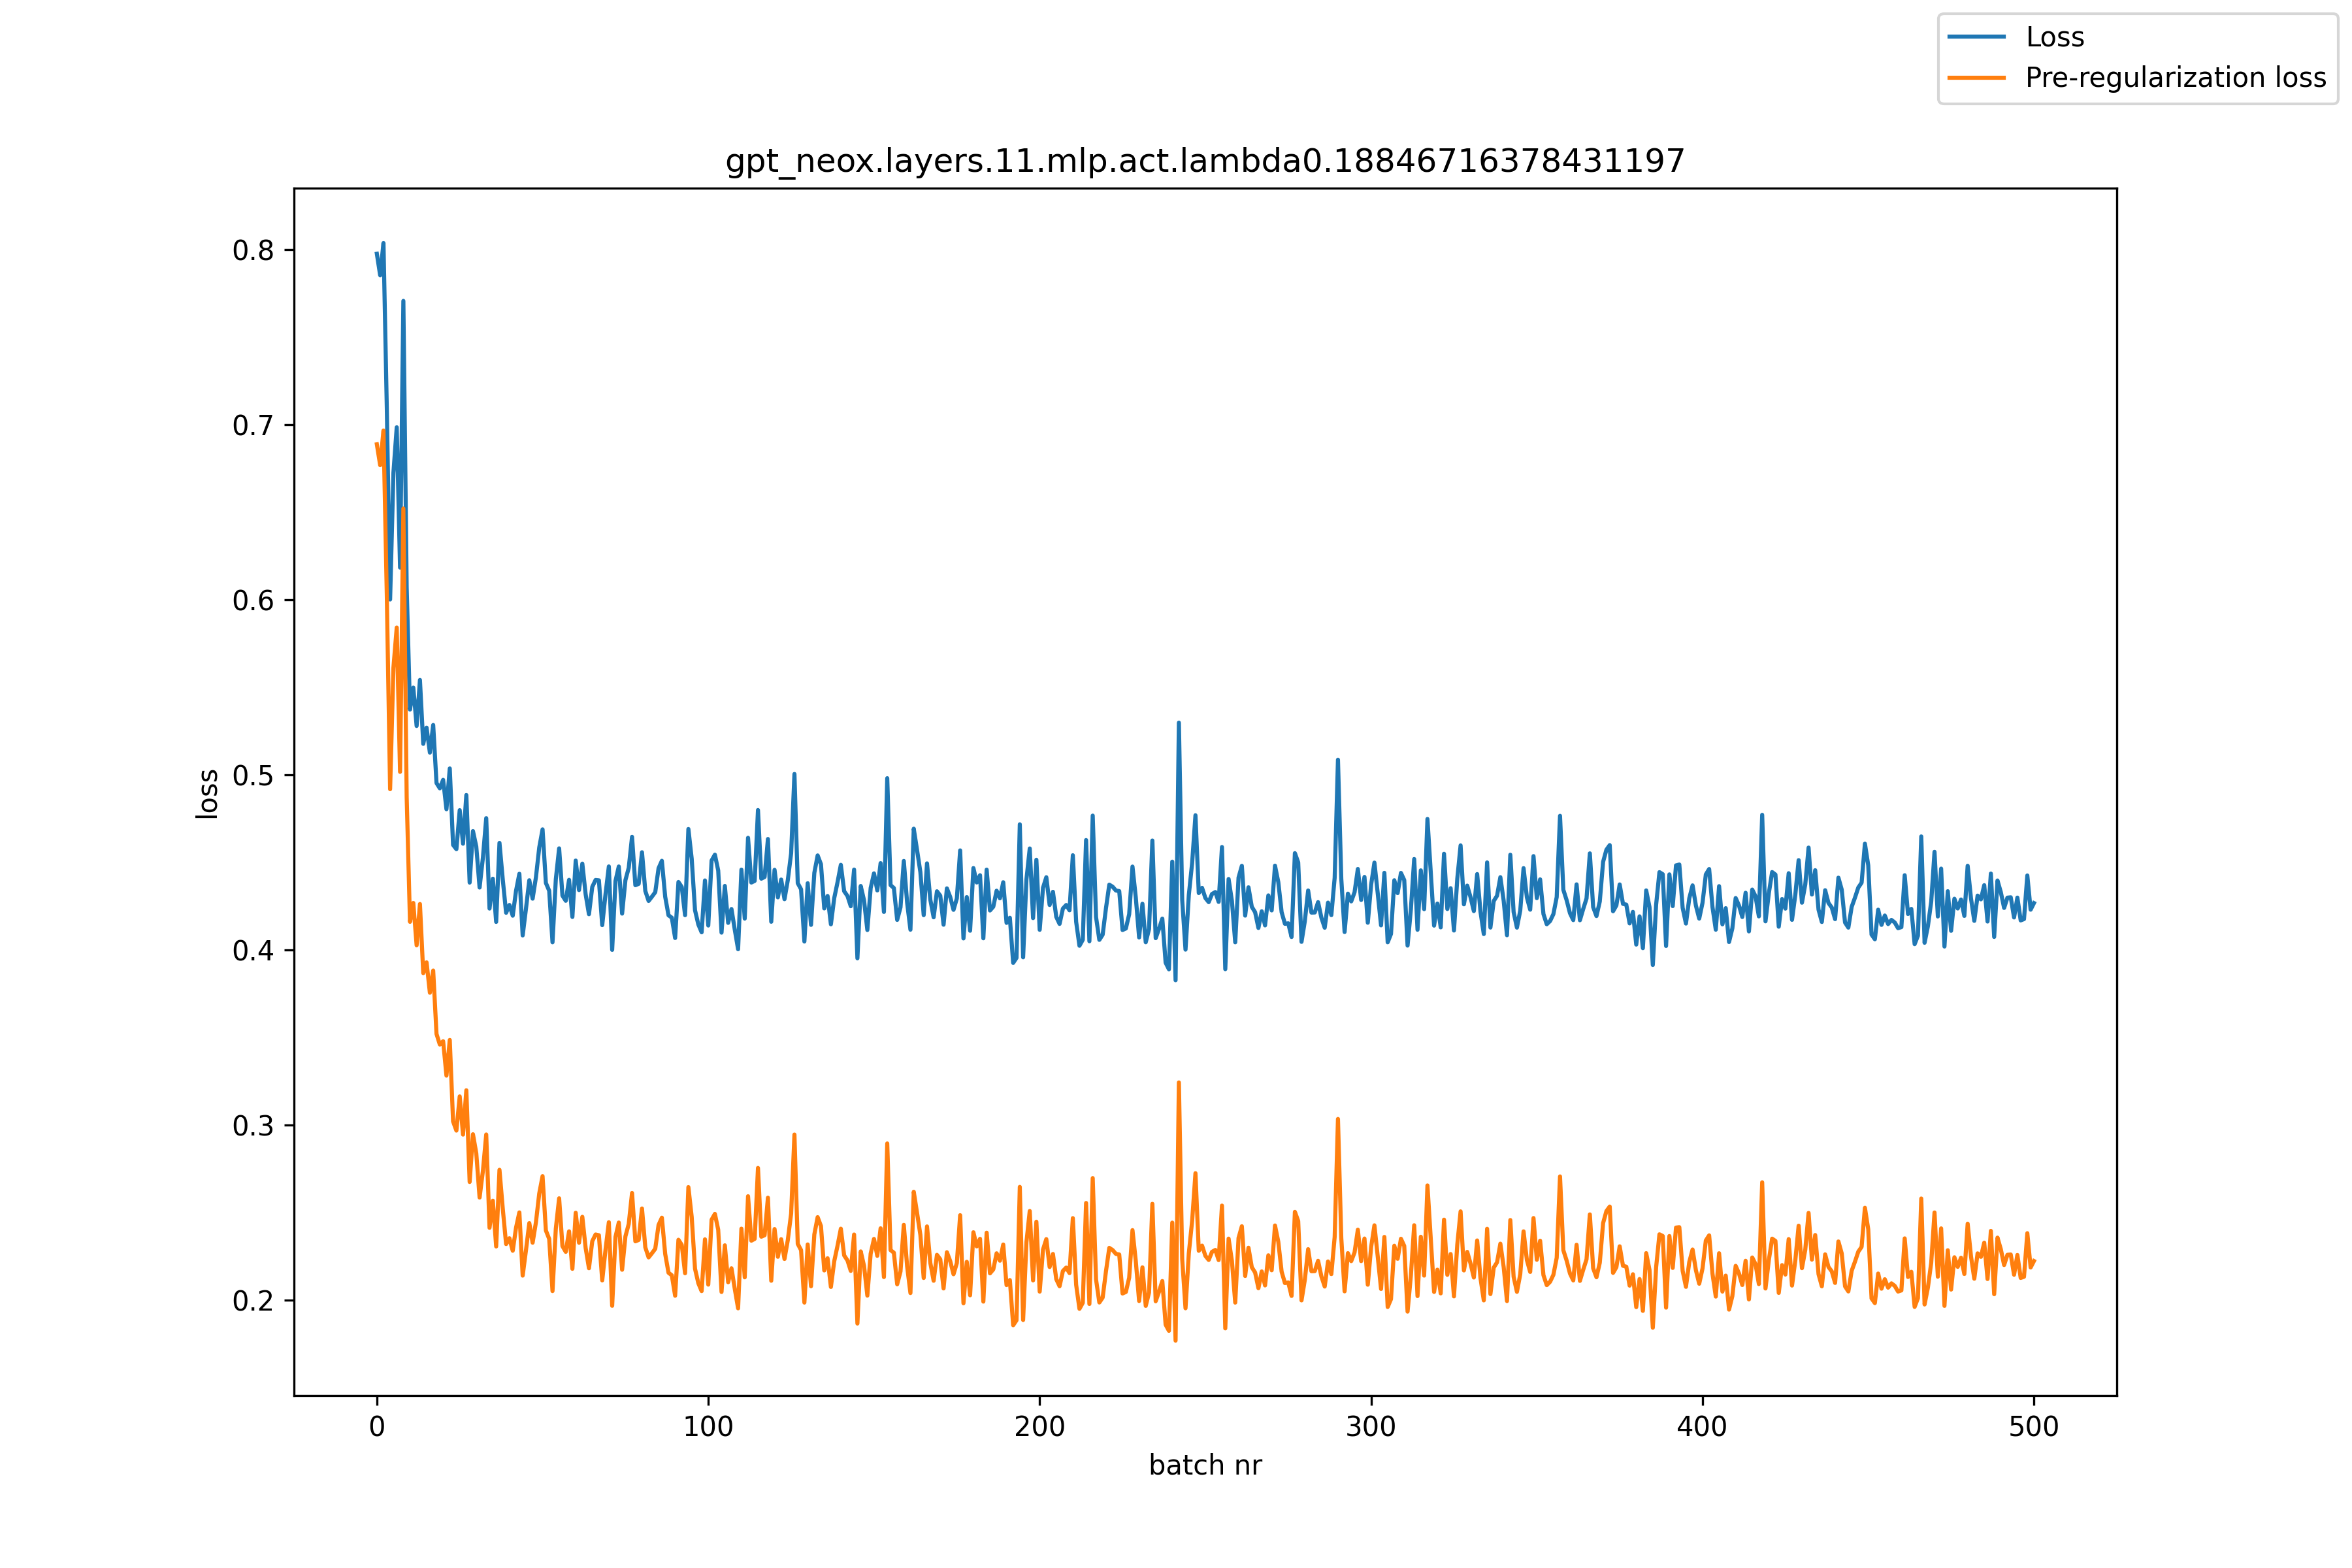 Loss
Pre-regularization loss
gpt_neox.layers.11.mlp.act.lambda0.18846716378431197
0.8
0.7
0.6
0.5
0.4
0.3
0.2
loss
0 100 200 300 400 500
batch nr